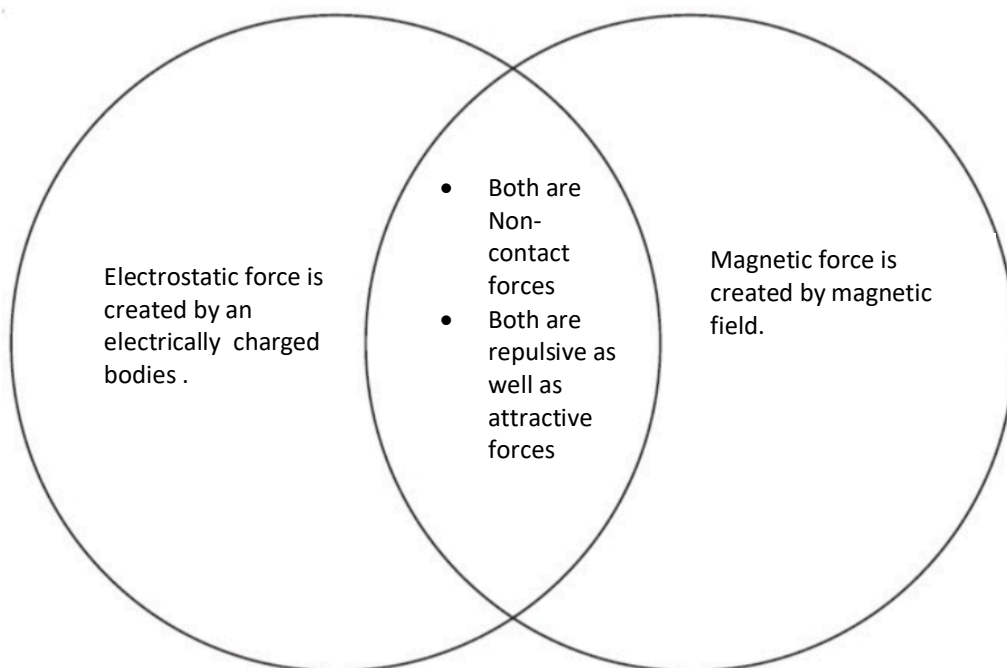 Electrostatic force is
created by an
electrically  charged
bodies .
• Both are
Non-
contact
forces
• Both are
repulsive as
well as
attractive
forces
Magnetic force is
created by magnetic
field.